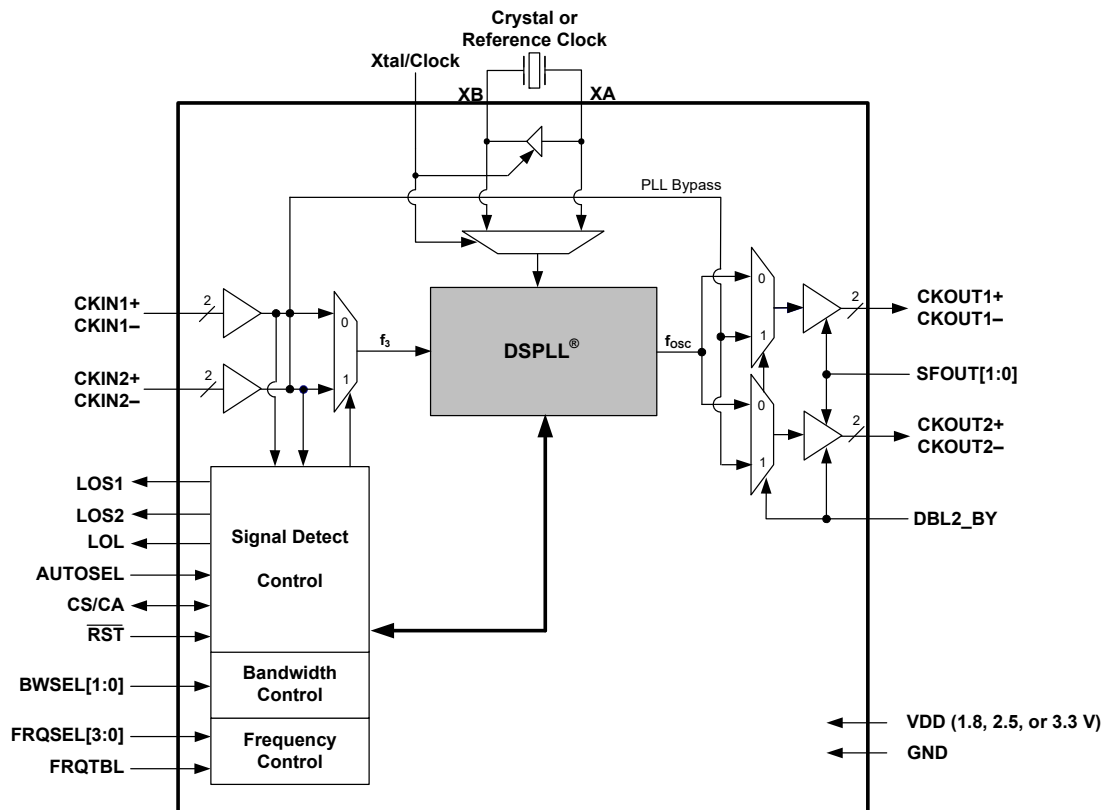 Crystal or
Reference Clock
Xtal/Clock
XB
XA
PLL Bypass
CKIN1+
CKIN1–
2
0
1
CKIN2+
CKIN2–
2
f3
DSPLL®
fOSC
0
1
0
1
2
CKOUT1+
CKOUT1–
SFOUT[1:0]
2
CKOUT2+
CKOUT2–
DBL2_BY
LOS1
LOS2
LOL
AUTOSEL
CS/CA
RST
Signal Detect
Control
BWSEL[1:0]
Bandwidth
Control
FRQSEL[3:0]
FRQTBL
Frequency
Control
VDD (1.8, 2.5, or 3.3 V)
GND